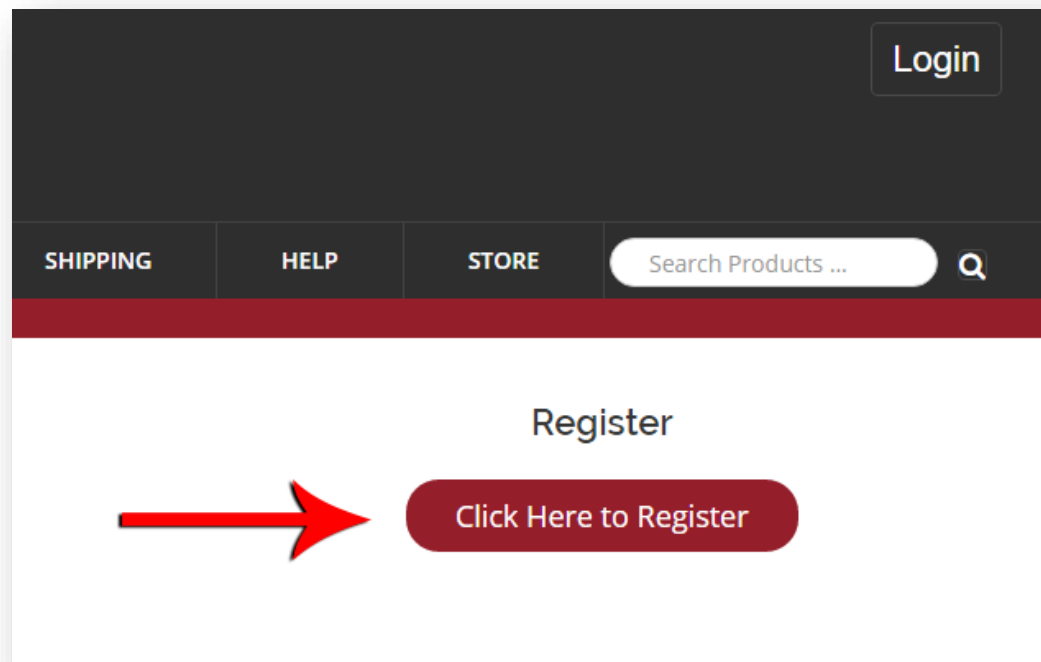 Login
SHIPPING HELP STORE Search Products ...
Register
Click Here to Register